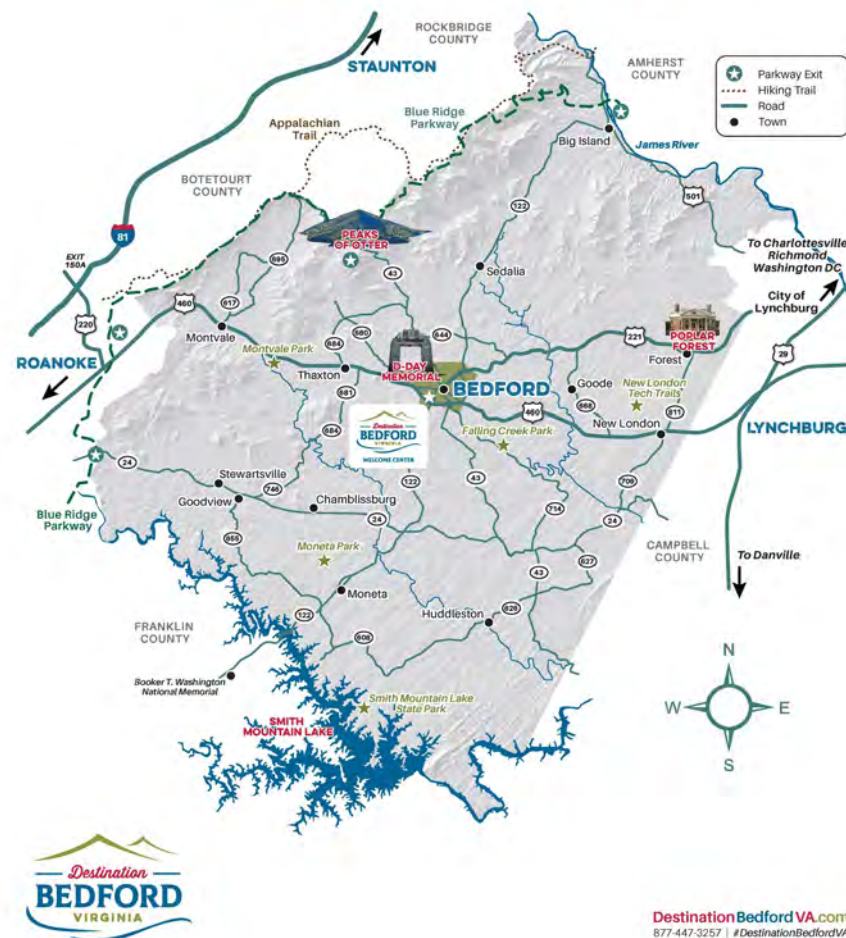 ROCKBRIDGE
COUNTY
STAUNTON
AMHERST
COUNTY
Parkway Exit
Hiking Trail
Road
Town
Blue Ridge
Parkway
Appalachian
Trail
Big Island
James River
BOTETOURT
COUNTY
122
501
81
EXIT
150A
PEAKS
OF OTTER
To Charlottesville
Richmond
Washington DC
695
43
Sedalia
460
617
220
City of
Lynchburg
Montvale
Montvale Park
684
680
644
221
POPLAR
FOREST
Forest
29
ROANOKE
Thaxton
D-DAY
MEMORIAL
BEDFORD
Goode
New London
Tech Trails
681
668
811
460
684
Destination
BEDFORD
VIRGINIA
WELCOME CENTER
Falling Creek Park
New London
LYNCHBURG
24
Stewartsville
746
122
43
709
Goodview
Chamblissburg
714
24
24
Blue Ridge
Parkway
655
Moneta Park
CAMPBELL
COUNTY
To Danville
43
627
Moneta
FRANKLIN
COUNTY
122
Huddleston
626
608
Booker T. Washington
National Memorial
Smith Mountain Lake
State Park
SMITH
MOUNTAIN LAKE
N
W
E
S
Destination
BEDFORD
VIRGINIA
DestinationBedfordVA.com
877-447-3257 | #DestinationBedfordVA